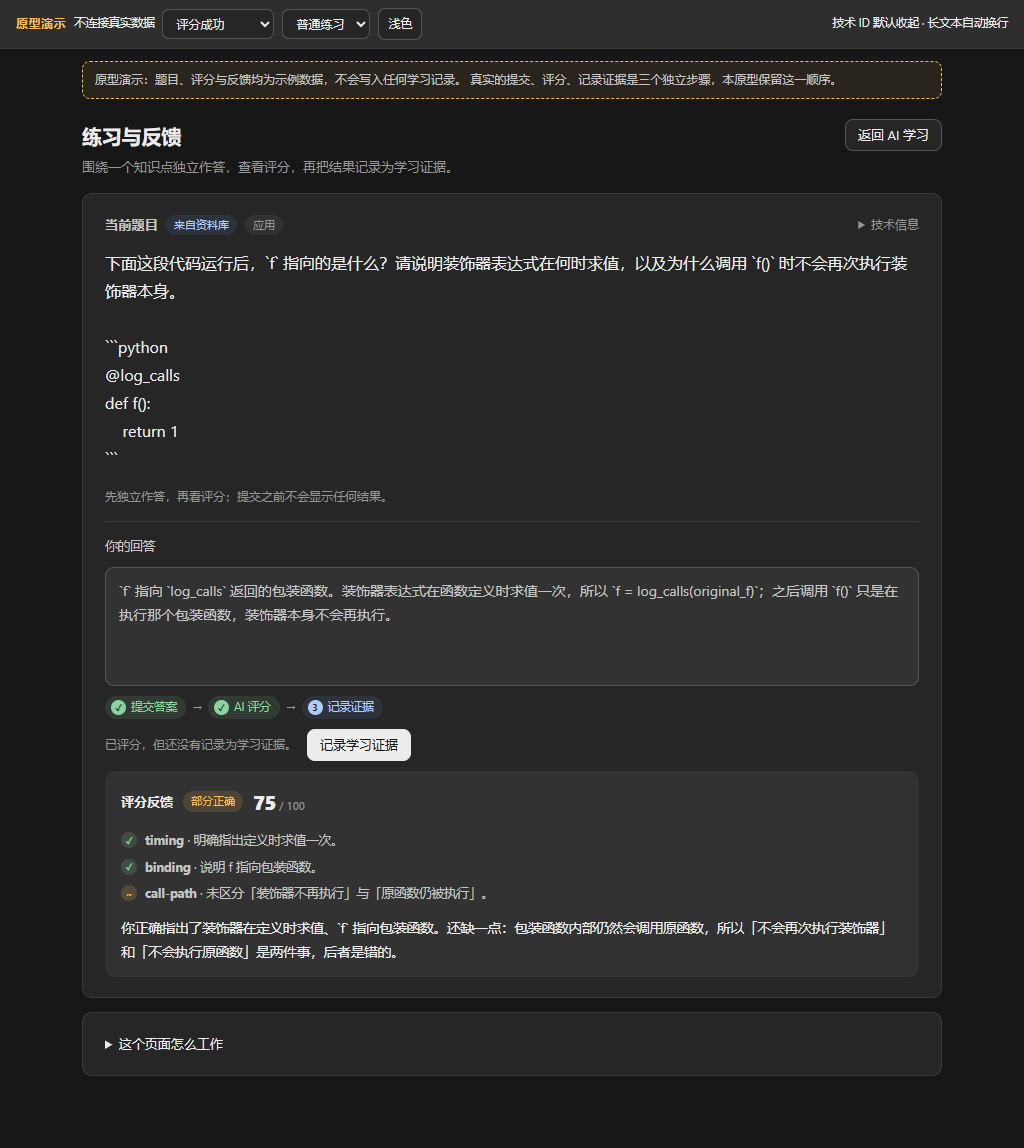 原型演示 不连接真实数据 评分成功 普通练习 浅色 技术 ID 默认收起 · 长文本自动换行
原型演示：题目、评分与反馈均为示例数据，不会写入任何学习记录。 真实的提交、评分、记录证据是三个独立步骤，本原型保留这一顺序。
练习与反馈 返回 AI 学习
围绕一个知识点独立作答，查看评分，再把结果记录为学习证据。
当前题目 来自资料库 应用 ▶ 技术信息
下面这段代码运行后，`f` 指向的是什么？请说明装饰器表达式在何时求值，以及为什么调用 `f()` 时不会再次执行装
饰器本身。
```python
@log_calls
def f():
    return 1
```
先独立作答，再看评分；提交之前不会显示任何结果。
你的回答
`f` 指向 `log_calls` 返回的包装函数。装饰器表达式在函数定义时求值一次，所以 `f = log_calls(original_f)`；之后调用 `f()` 只是在
执行那个包装函数，装饰器本身不会再执行。
✓ 提交答案 → ✓ AI 评分 → 3 记录证据
已评分，但还没有记录为学习证据。 记录学习证据
评分反馈 部分正确 75 / 100
✓ timing · 明确指出定义时求值一次。
✓ binding · 说明 f 指向包装函数。
~ call-path · 未区分「装饰器不再执行」与「原函数仍被执行」。
你正确指出了装饰器在定义时求值、`f` 指向包装函数。还缺一点：包装函数内部仍然会调用原函数，所以「不会再次执行装饰器」
和「不会执行原函数」是两件事，后者是错的。
▶ 这个页面怎么工作